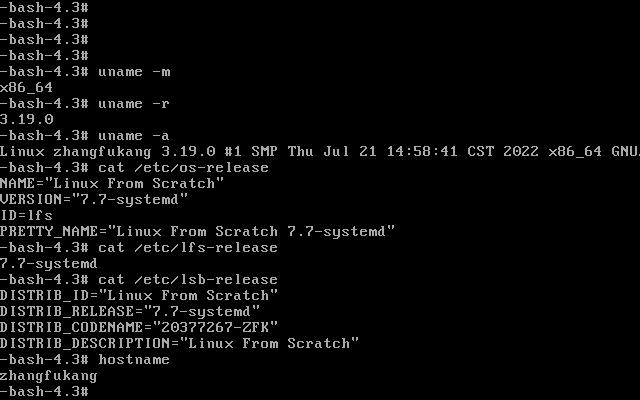 -bash-4.3#
-bash-4.3#
-bash-4.3#
-bash-4.3#
-bash-4.3# uname -m
x86_64
-bash-4.3# uname -r
3.19.0
-bash-4.3# uname -a
Linux zhangfukang 3.19.0 #1 SMP Thu Jul 21 14:58:41 CST 2022 x86_64 GNU
-bash-4.3# cat /etc/os-release
NAME="Linux From Scratch"
VERSION="7.7-systemd"
ID=lfs
PRETTY_NAME="Linux From Scratch 7.7-systemd"
-bash-4.3# cat /etc/lfs-release
7.7-systemd
-bash-4.3# cat /etc/lsb-release
DISTRIB_ID="Linux From Scratch"
DISTRIB_RELEASE="7.7-systemd"
DISTRIB_CODENAME="20377267-ZFK"
DISTRIB_DESCRIPTION="Linux From Scratch"
-bash-4.3# hostname
zhangfukang
-bash-4.3#